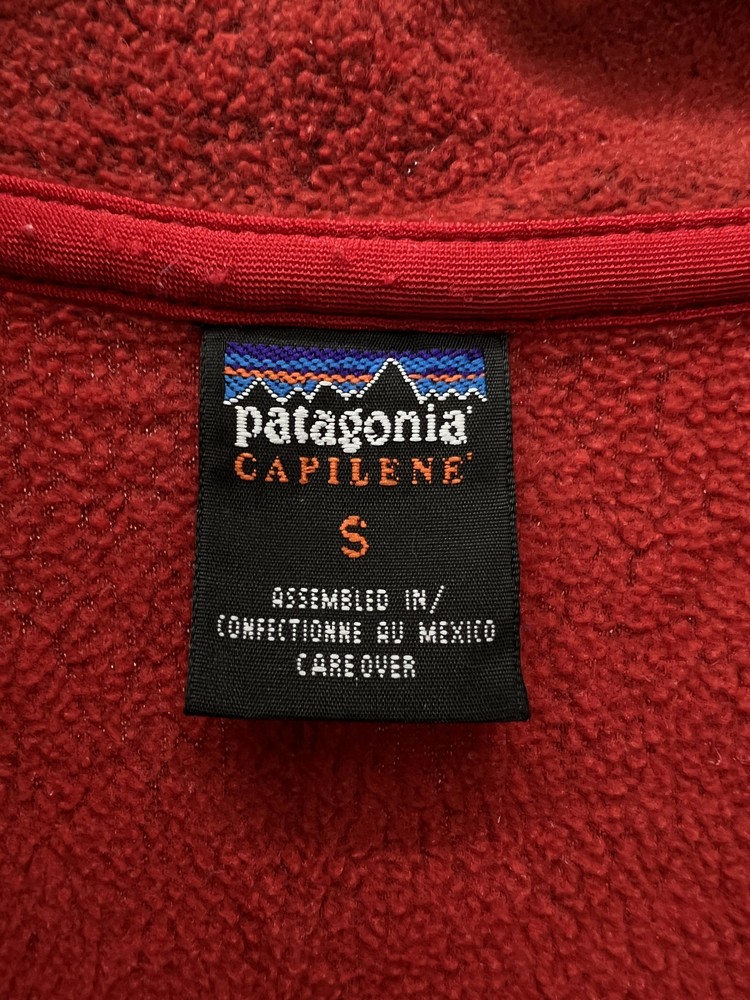 patagonia
CAPILENE
S
ASSEMBLED IN/
CONFECTIONNE AU MEXICO
CARE OVER